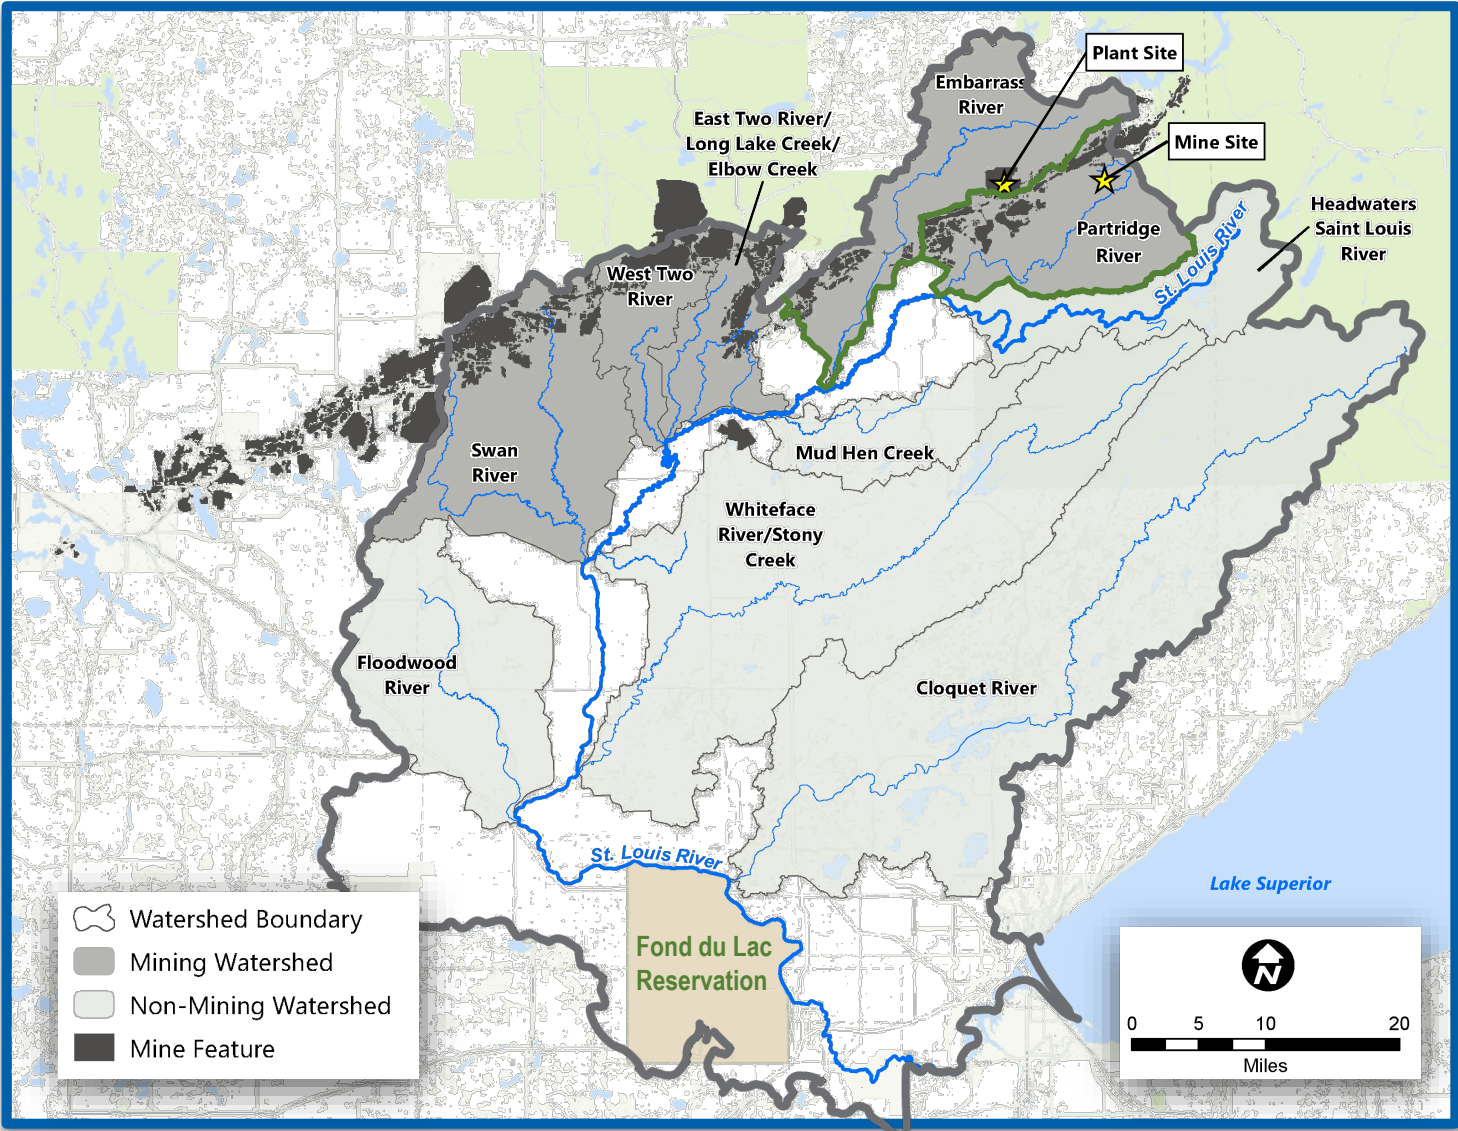 Plant Site
Embarrass
River
East Two River/
Long Lake Creek/
Elbow Creek
Mine Site
Headwaters
Saint Louis
River
Partridge
River
St. Louis River
West Two
River
Swan
River
Mud Hen Creek
Whiteface
River/Stony
Creek
Floodwood
River
Cloquet River
St. Louis River
Lake Superior
Fond du Lac
Reservation
Watershed Boundary
Mining Watershed
Non-Mining Watershed
Mine Feature
N
0 5 10 20
Miles